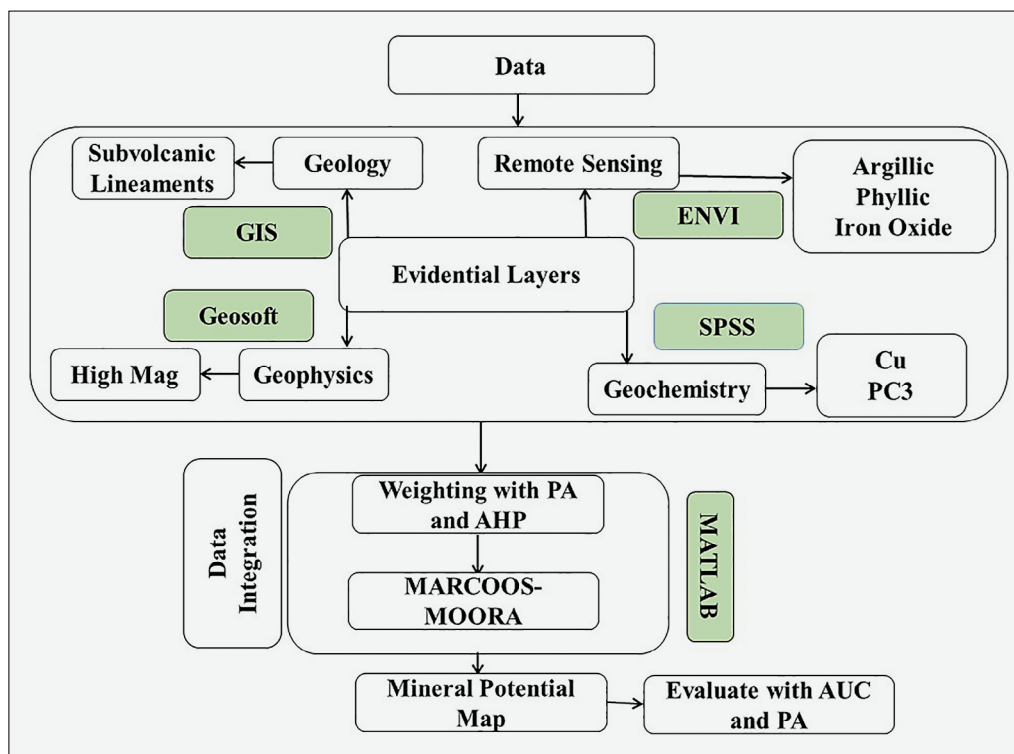 Data
Subvolcanic
Lineaments
Geology
Remote Sensing
Argillic
Phyllic
Iron Oxide
GIS
ENVI
Evidential Layers
Geosoft
SPSS
High Mag
Geophysics
Geochemistry
Cu
PC3
Data
Integration
Weighting with PA
and AHP
MARCOOS-
MOORA
MATLAB
Mineral Potential
Map
Evaluate with AUC
and PA